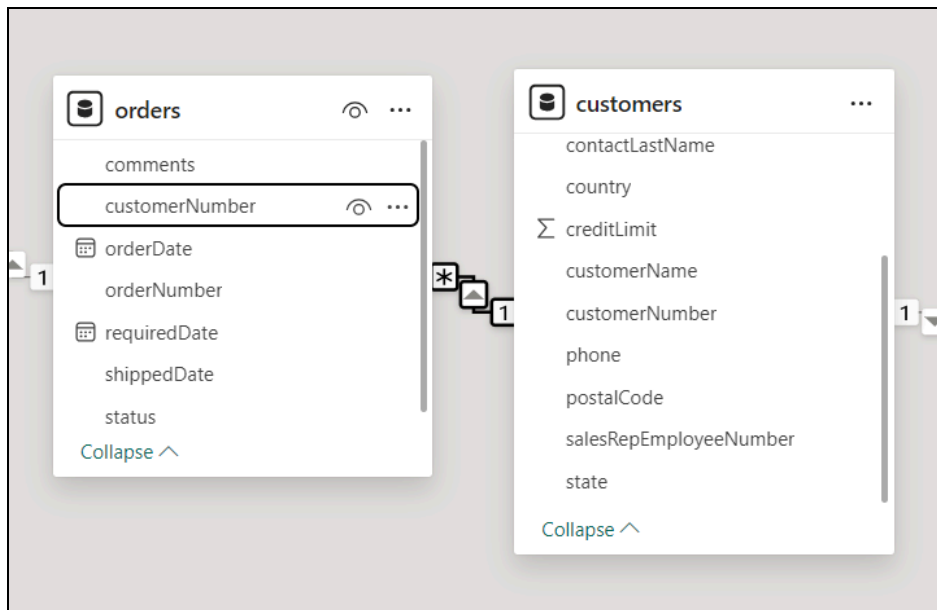 orders
comments
customerNumber
orderDate
orderNumber
requiredDate
shippedDate
status
Collapse
1
*
1
customers
contactLastName
country
Σ creditLimit
customerName
customerNumber
phone
postalCode
salesRepEmployeeNumber
state
Collapse
1